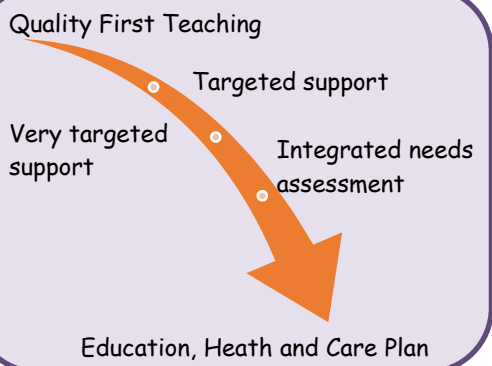 Quality First Teaching
Targeted support
Very targeted
support
Integrated needs
assessment
Education, Heath and Care Plan